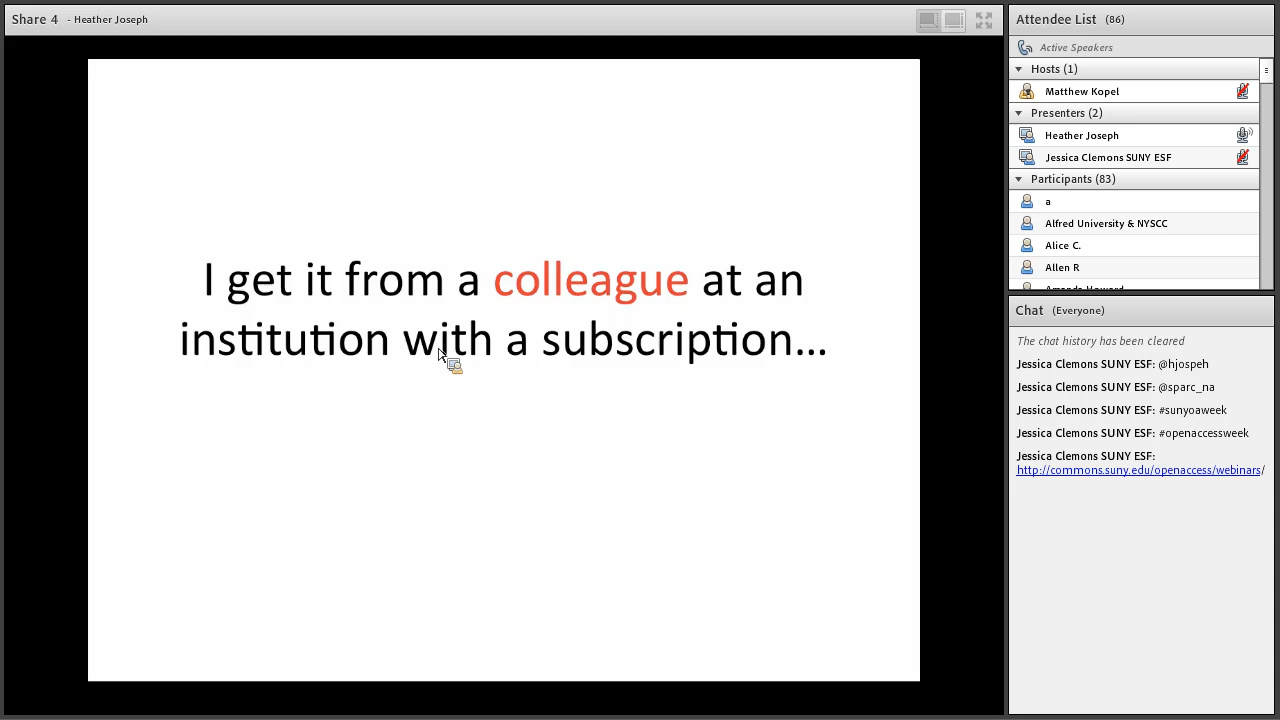 Share 4 - Heather Joseph
I get it from a colleague at an
institution with a subscription...
Attendee List (86)
Active Speakers
Hosts (1)
Matthew Kopel
Presenters (2)
Heather Joseph
Jessica Clemons SUNY ESF
Participants (83)
a
Alfred University & NYSCC
Alice C.
Allen R
Chat (Everyone)
The chat history has been cleared
Jessica Clemons SUNY ESF: @hjospeh
Jessica Clemons SUNY ESF: @sparc_na
Jessica Clemons SUNY ESF: #sunyoaweek
Jessica Clemons SUNY ESF: #openaccessweek
Jessica Clemons SUNY ESF:
http://commons.suny.edu/openaccess/webinars/